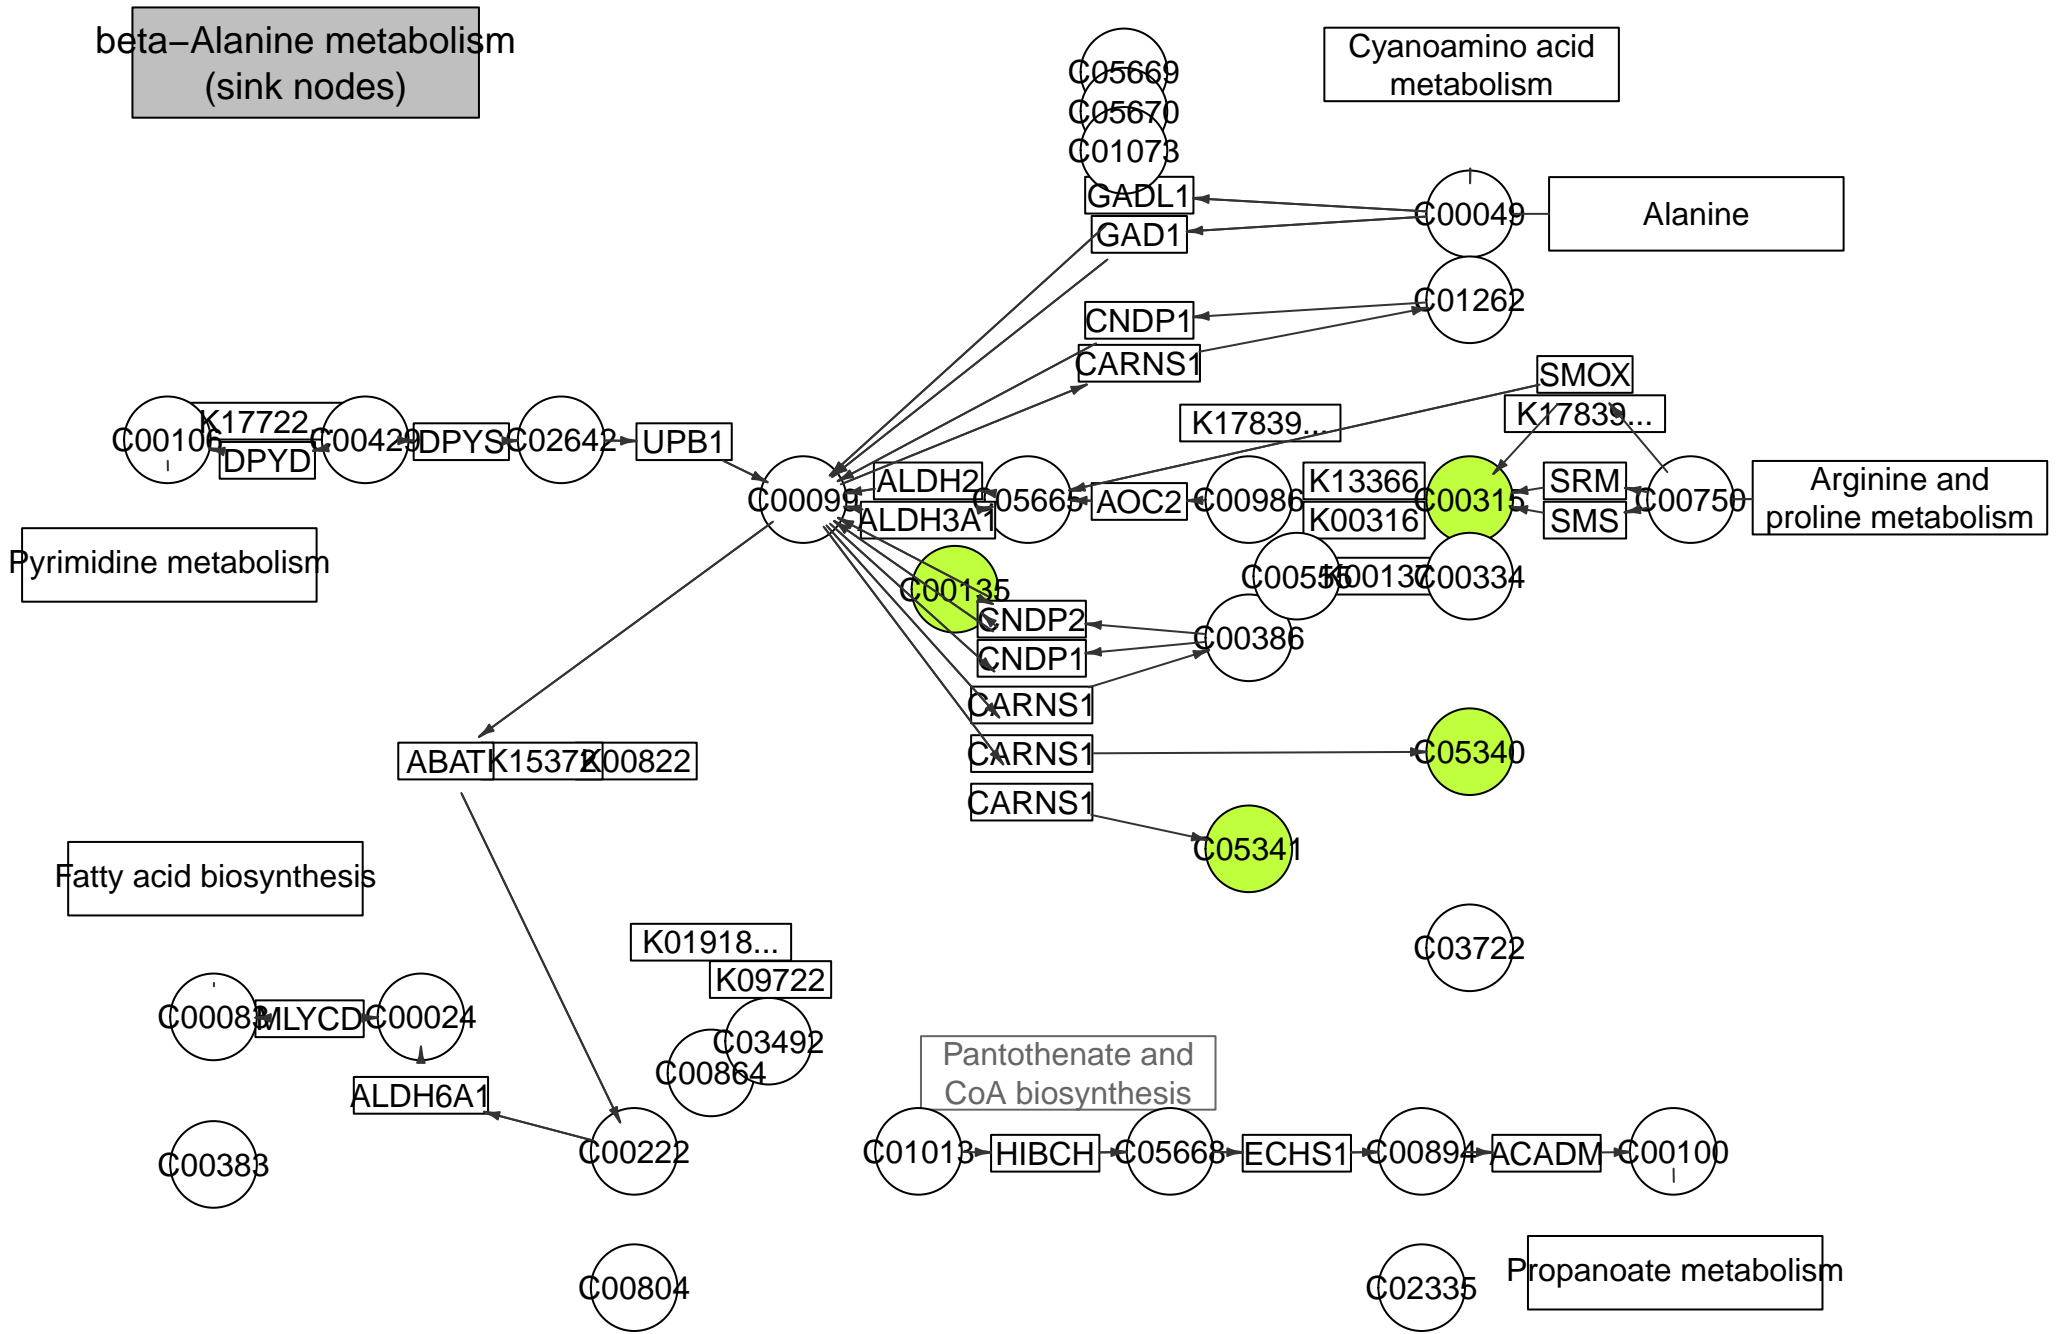 beta−Alanine metabolism
(sink nodes)
C05669
C05670
C01073
Cyanoamino acid
metabolism
GADL1
GAD1
C00049
Alanine
CNDP1
C01262
CARNS1
SMOX
K17839...
K17839...
C00106
K17722...
DPYD
C00429
DPYS
C02642
UPB1
C00099
ALDH2
ALDH3A1
C05665
AOC2
C00986
K13366
K00316
C00315
SRM
SMS
C00750
Arginine and
proline metabolism
Pyrimidine metabolism
C00135
C00555
K00137
C00334
CNDP2
CNDP1
C00386
CARNS1
CARNS1
CARNS1
C05340
C05341
ABAT
K15372
K00822
Fatty acid biosynthesis
K01918...
K09722
C03722
C00083
MLYCD
C00024
C03492
C00864
ALDH6A1
Pantothenate and
CoA biosynthesis
C00383
C00222
C01013
HIBCH
C05668
ECHS1
C00894
ACADM
C00100
C00804
C02335
Propanoate metabolism